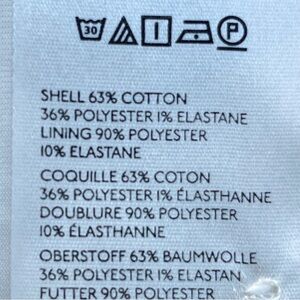 30 P
SHELL 63% COTTON
36% POLYESTER 1% ELASTANE
LINING 90% POLYESTER
10% ELASTANE
COQUILLE 63% COTON
36% POLYESTER 1% ÉLASTHANNE
DOUBLURE 90% POLYESTER
10% ÉLASTHANNE
OBERSTOFF 63% BAUMWOLLE
36% POLYESTER 1% ELASTAN
FUTTER 90% POLYESTER